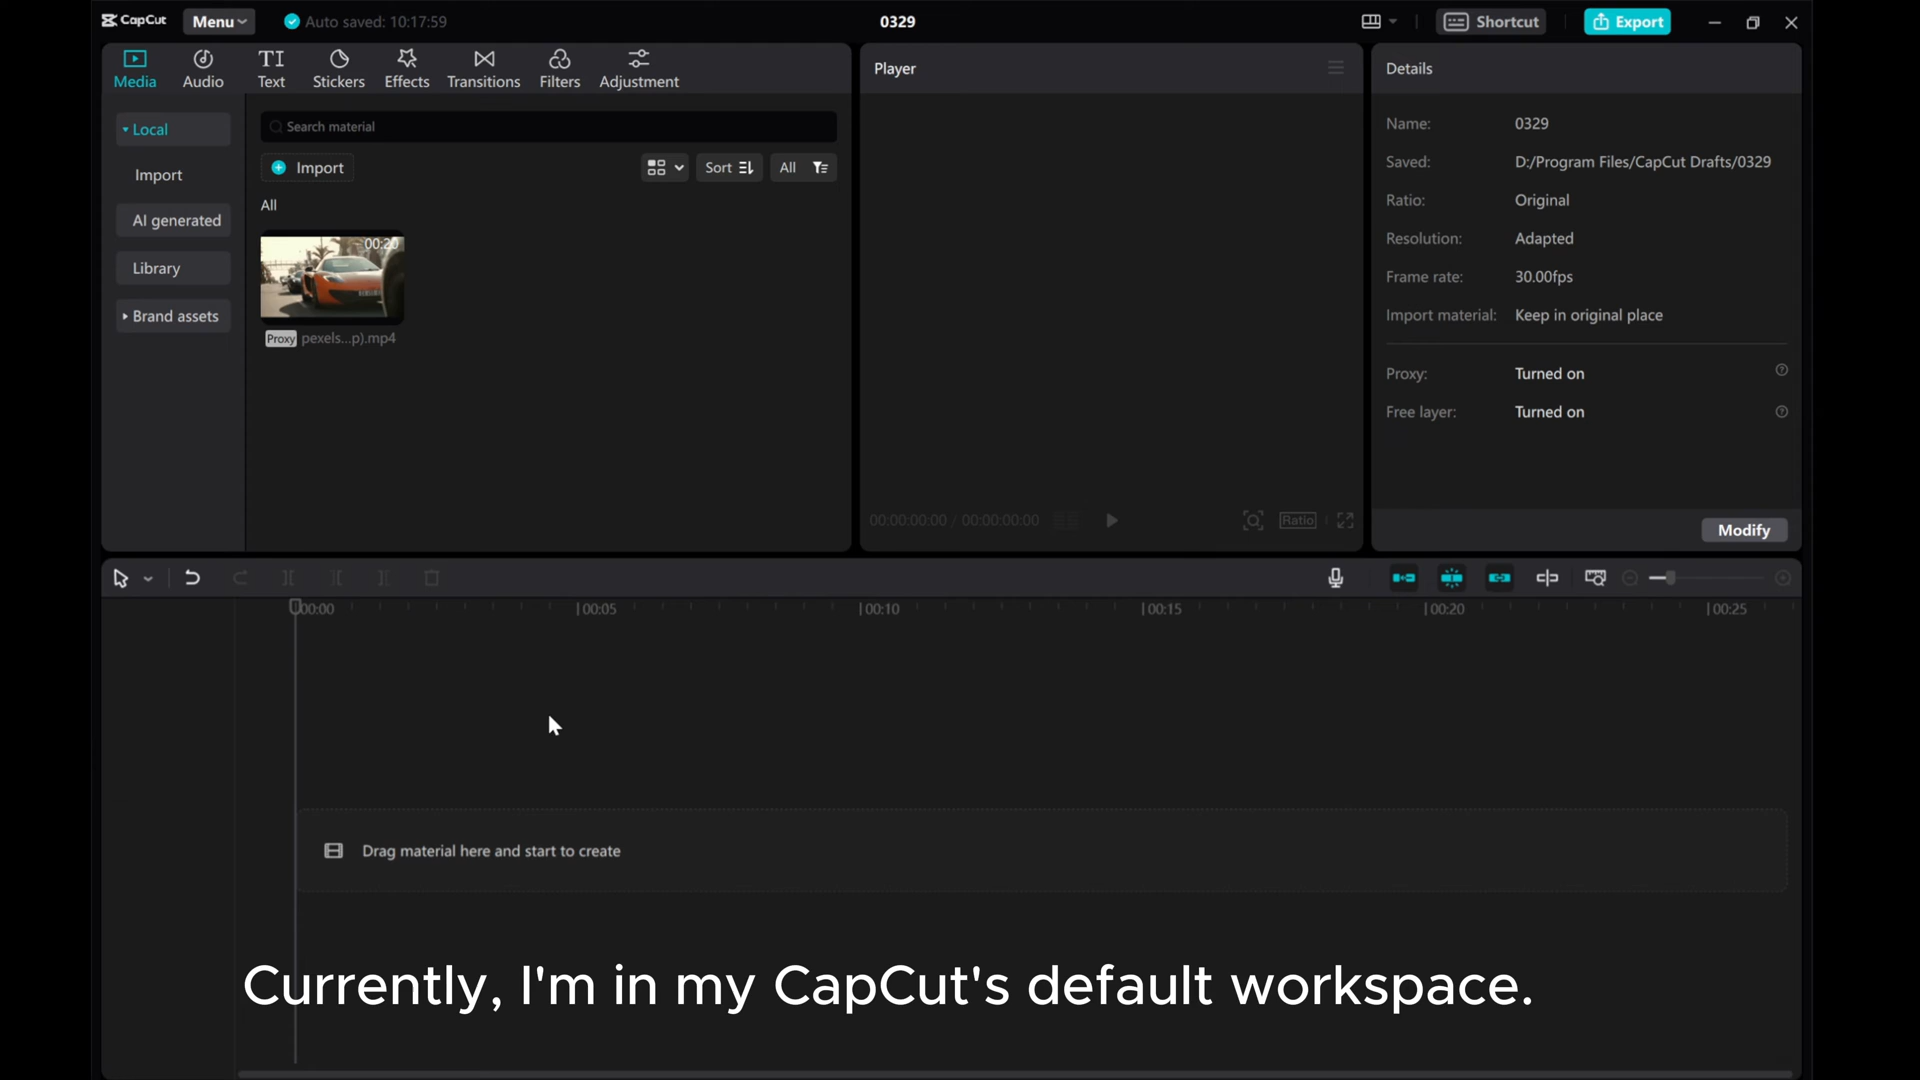 CapCut
Menu
Auto saved: 10:17:59
0329
Shortcut
Export
Media
Audio
Text
Stickers
Effects
Transitions
Filters
Adjustment
Local
Import
AI generated
Library
Brand assets
Search material
Import
Sort
All
All
00:20
Proxy
pexels...p).mp4
Player
00:00:00:00 / 00:00:00:00
Ratio
Details
Name: 0329
Saved: D:/Program Files/CapCut Drafts/0329
Ratio: Original
Resolution: Adapted
Frame rate: 30.00fps
Import material: Keep in original place
Proxy: Turned on
Free layer: Turned on
Modify
00:00
00:05
00:10
00:15
00:20
00:25
Drag material here and start to create
Currently, I'm in my CapCut's default workspace.